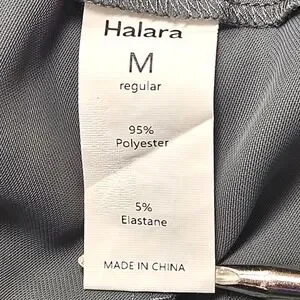 Halara
M
regular
95%
Polyester
5%
Elastane
MADE IN CHINA